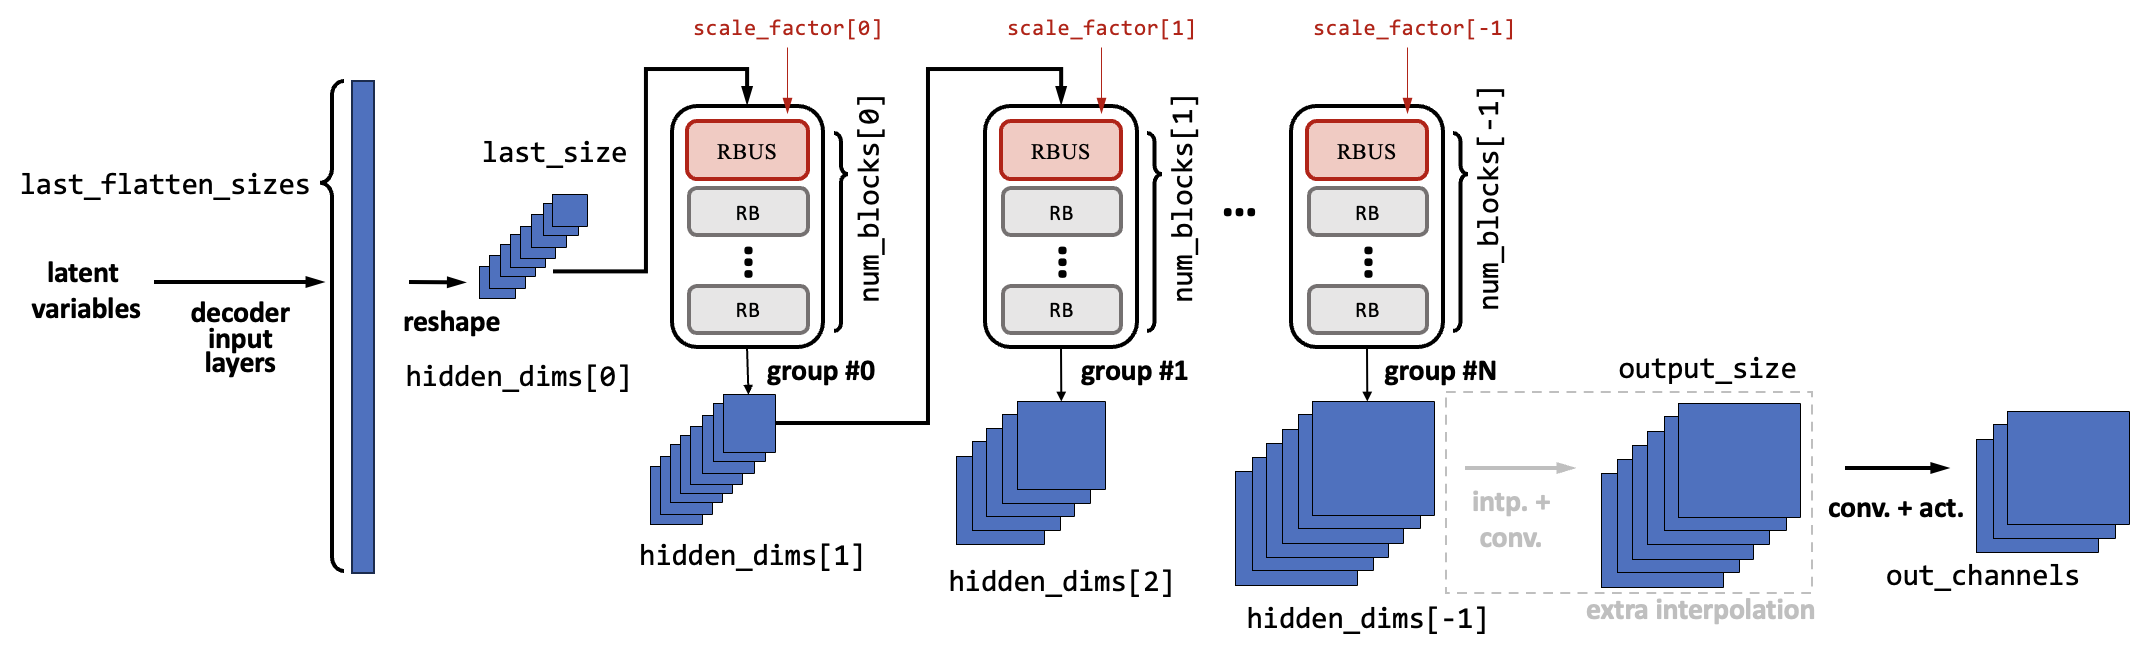 scale_factor[0]
scale_factor[1]
scale_factor[-1]
last_flatten_sizes
latent
variables
decoder
input
layers
reshape
last_size
hidden_dims[0]
RBUS
RB
RB
num_blocks[0]
group #0
hidden_dims[1]
RBUS
RB
RB
num_blocks[1]
group #1
hidden_dims[2]
RBUS
RB
RB
num_blocks[-1]
group #N
hidden_dims[-1]
intp. +
conv.
output_size
extra interpolation
conv. + act.
out_channels